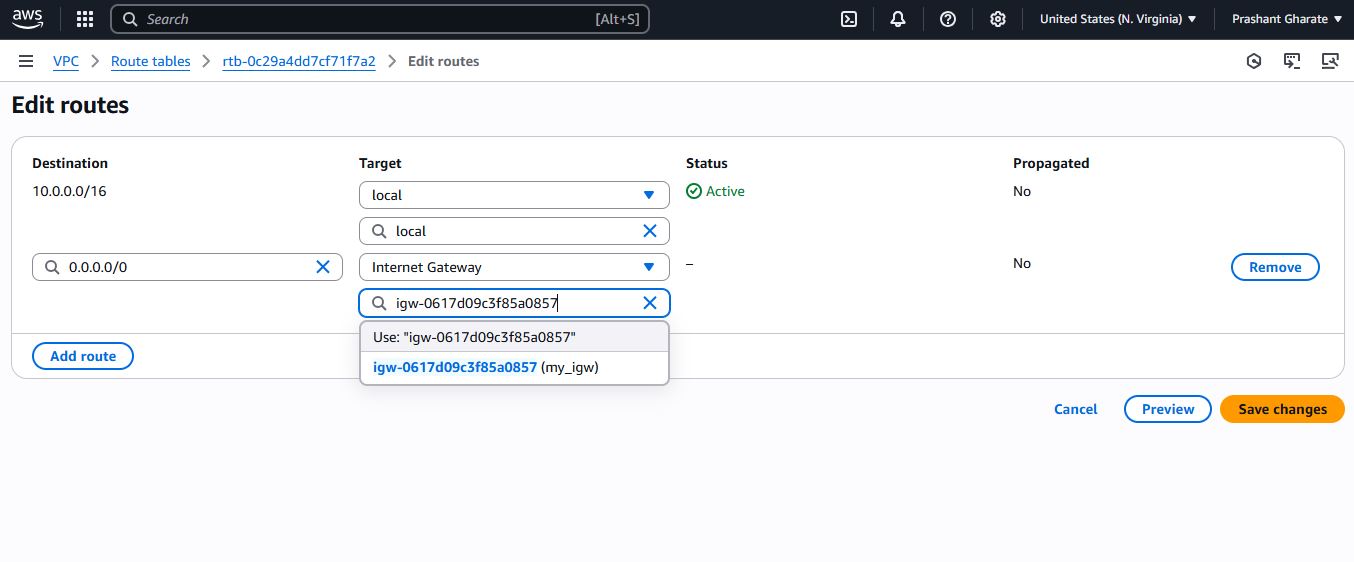 aws
Search [Alt+S]
United States (N. Virginia)
Prashant Gharate
VPC
Route tables
rtb-0c29a4dd7cf71f7a2
Edit routes
Edit routes
Destination Target Status Propagated
10.0.0.0/16 local Active No
local
0.0.0.0/0 Internet Gateway – No Remove
igw-0617d09c3f85a0857
Use: "igw-0617d09c3f85a0857"
Add route
igw-0617d09c3f85a0857 (my_igw)
Cancel Preview Save changes